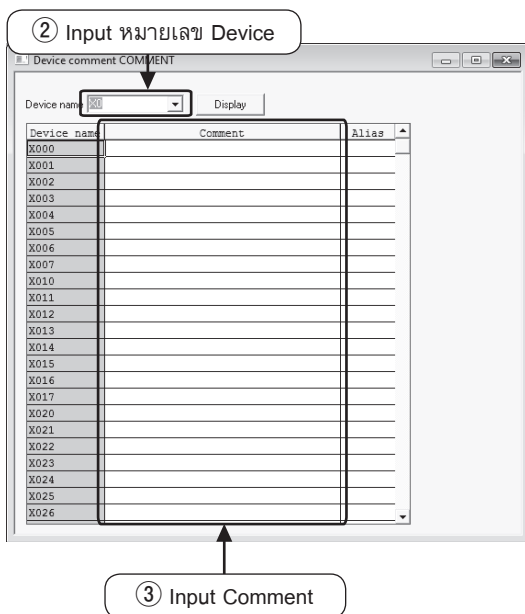 ② Input หมายเลข Device
Device comment COMMENT
Device name X0 Display
Device name Comment Alias
X000
X001
X002
X003
X004
X005
X006
X007
X010
X011
X012
X013
X014
X015
X016
X017
X020
X021
X022
X023
X024
X025
X026
③ Input Comment